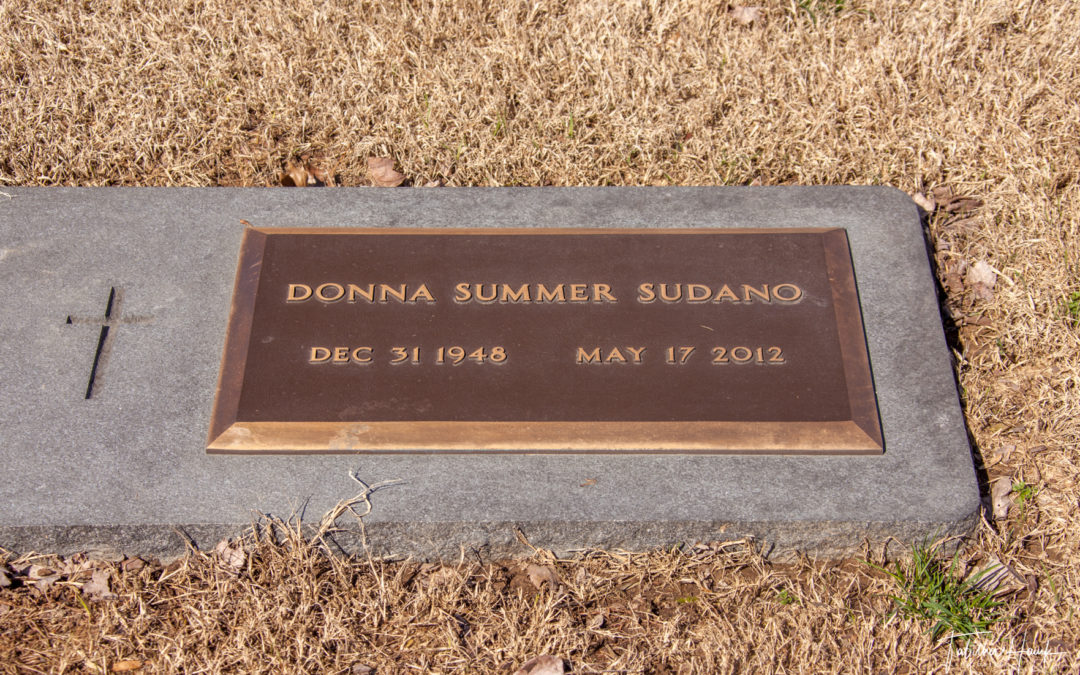 DONNA SUMMER SUDANO
DEC 31 1948 MAY 17 2012